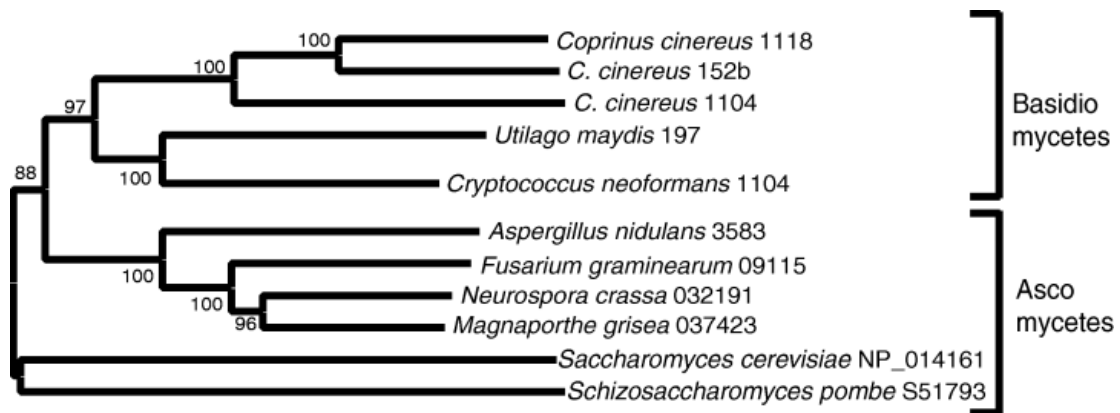 100
Coprinus cinereus 1118
100
C. cinereus 152b
97
C. cinereus 1104
Basidio
mycetes
Utilago maydis 197
88
100
Cryptococcus neoformans 1104
Aspergillus nidulans 3583
100
Fusarium graminearum 09115
100
Neurospora crassa 032191
Asco
mycetes
96
Magnaporthe grisea 037423
Saccharomyces cerevisiae NP_014161
Schizosaccharomyces pombe S51793